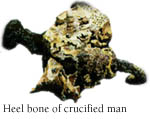 Heel bone of crucified man